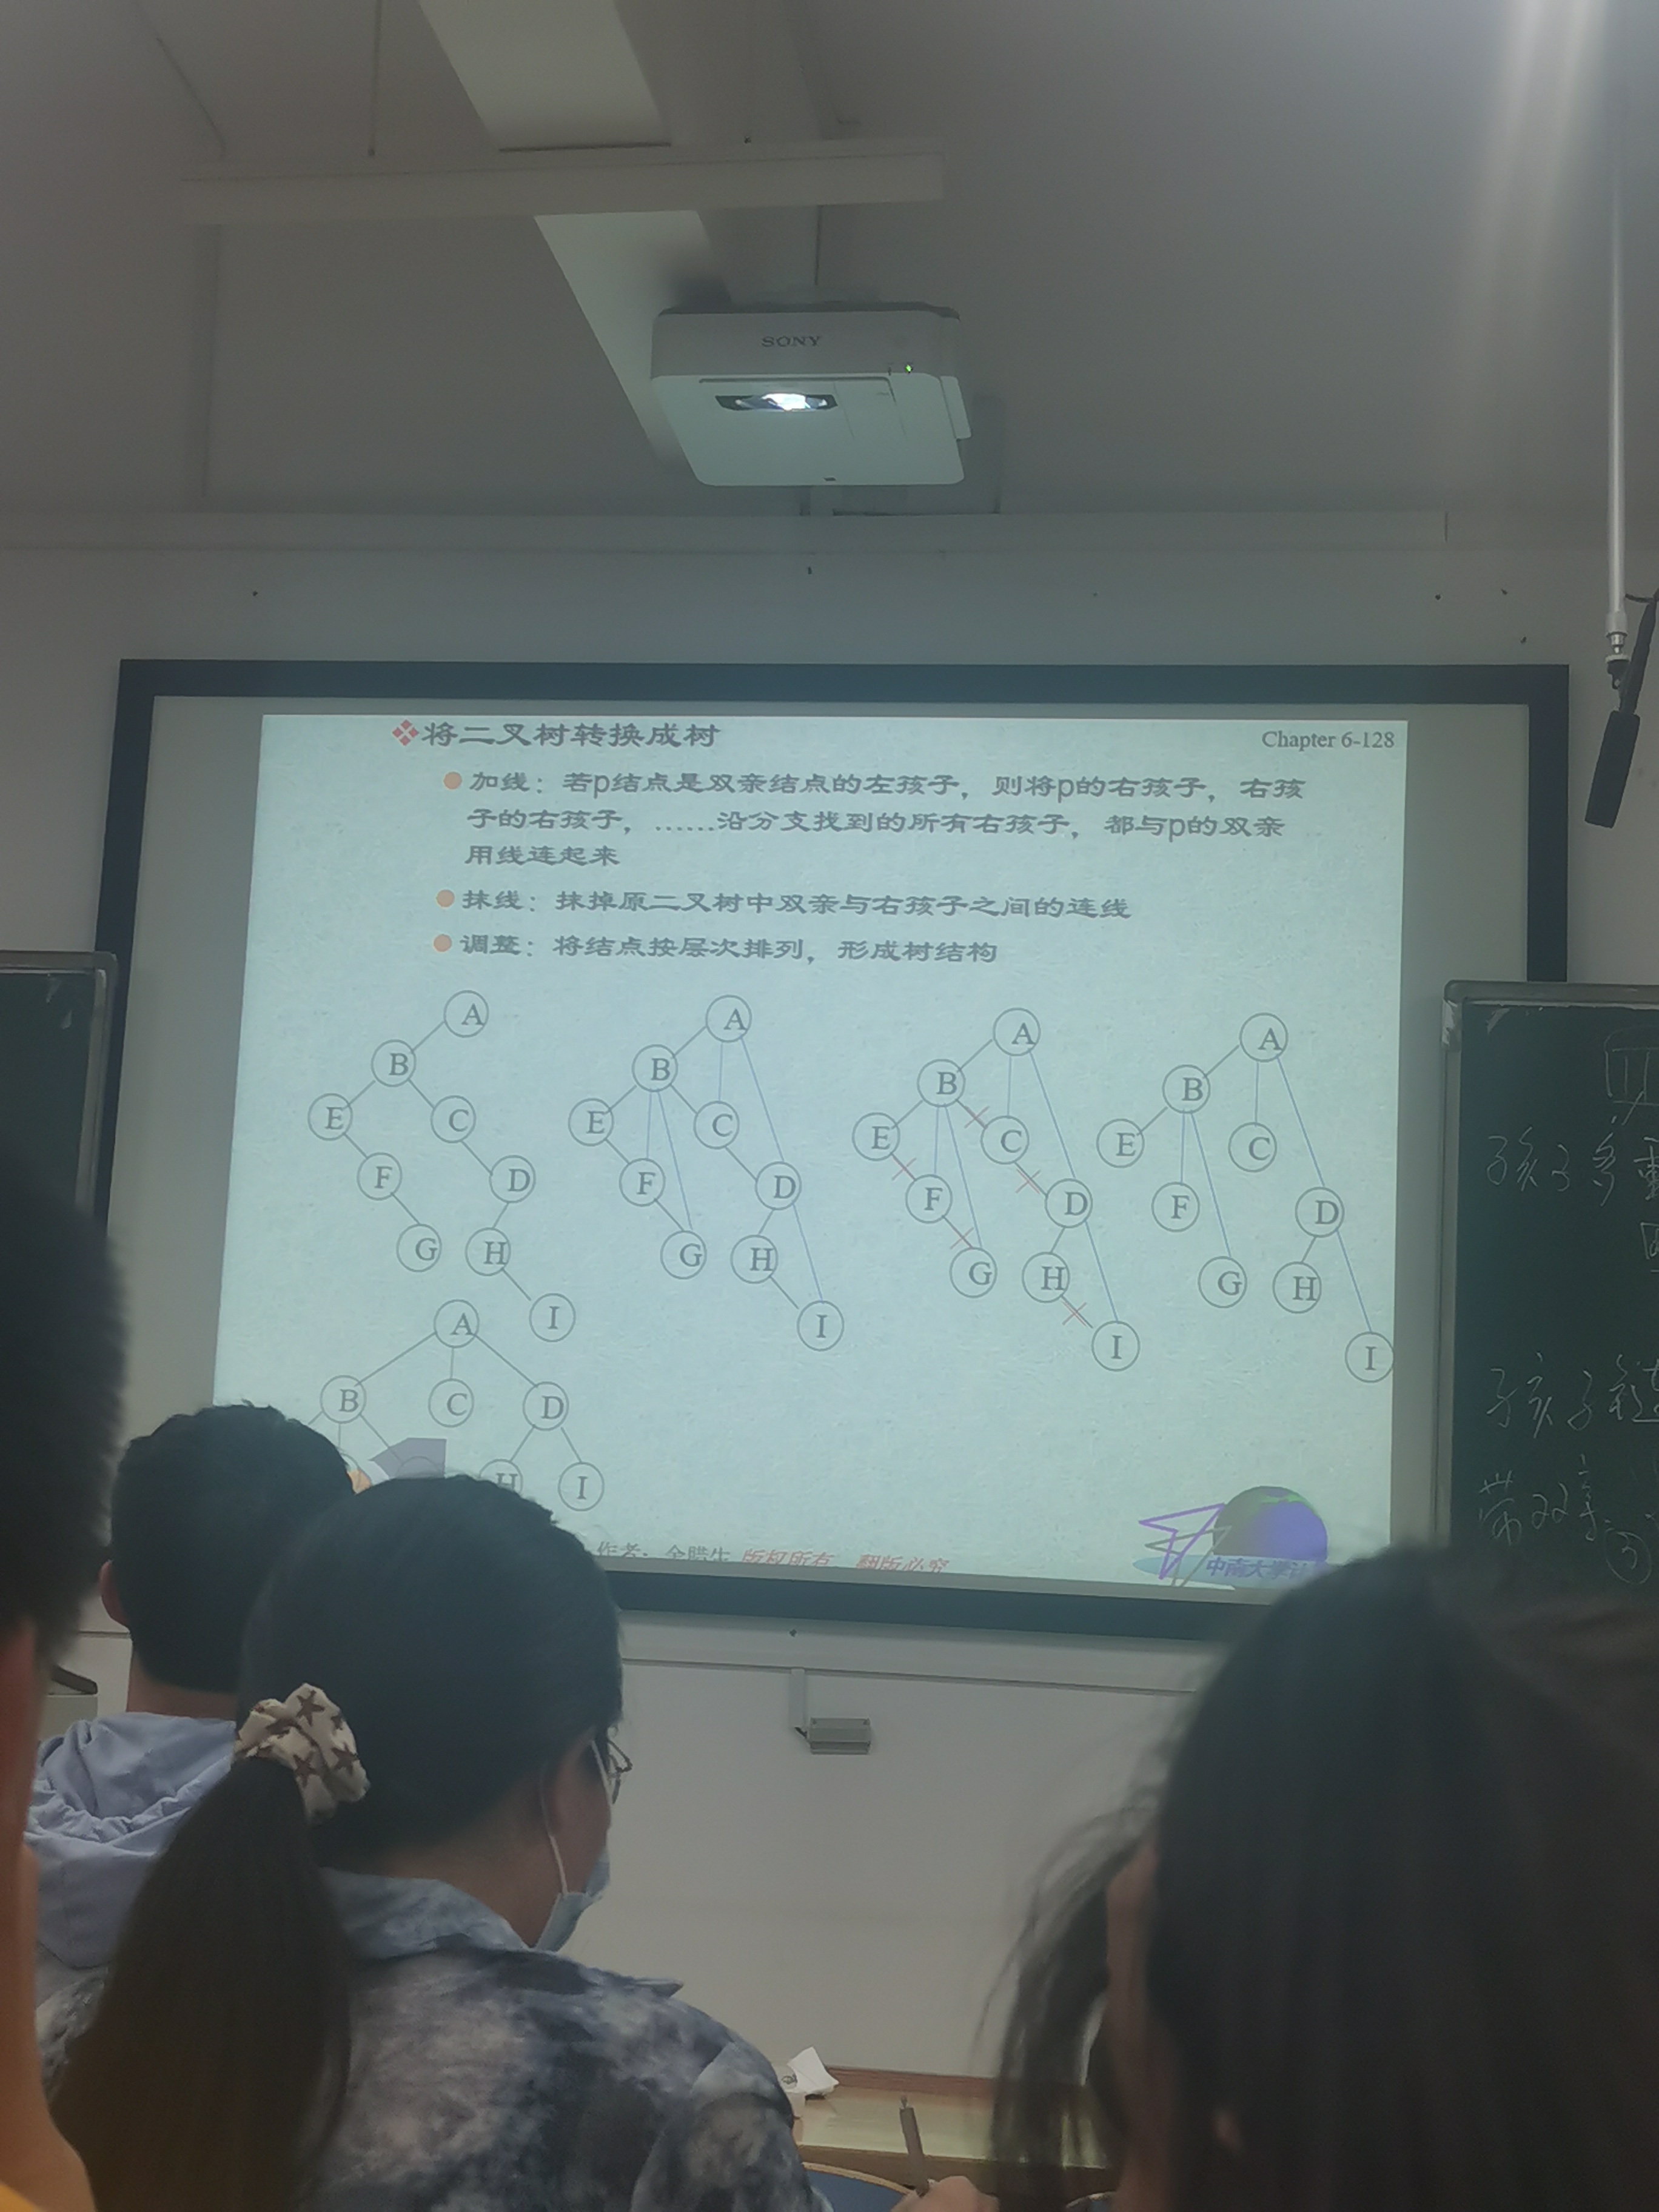 SONY
将二叉树转换成树
Chapter 6-128
加线：若p结点是双亲结点的左孩子，则将p的右孩子，右孩
子的右孩子，……沿分支找到的所有右孩子，都与p的双亲
用线连起来
抹线：抹掉原二叉树中双亲与右孩子之间的连线
调整：将结点按层次排列，形成树结构
A
B
E
C
F
D
G
H
I
A
B
E
C
F
D
G
H
I
A
B
E
C
F
D
G
H
I
A
B
E
C
F
D
G
H
I
A
B
C
D
H
I
作者：
版权所有 翻版必究
中南大学
孩子多重
孩子链
带双亲